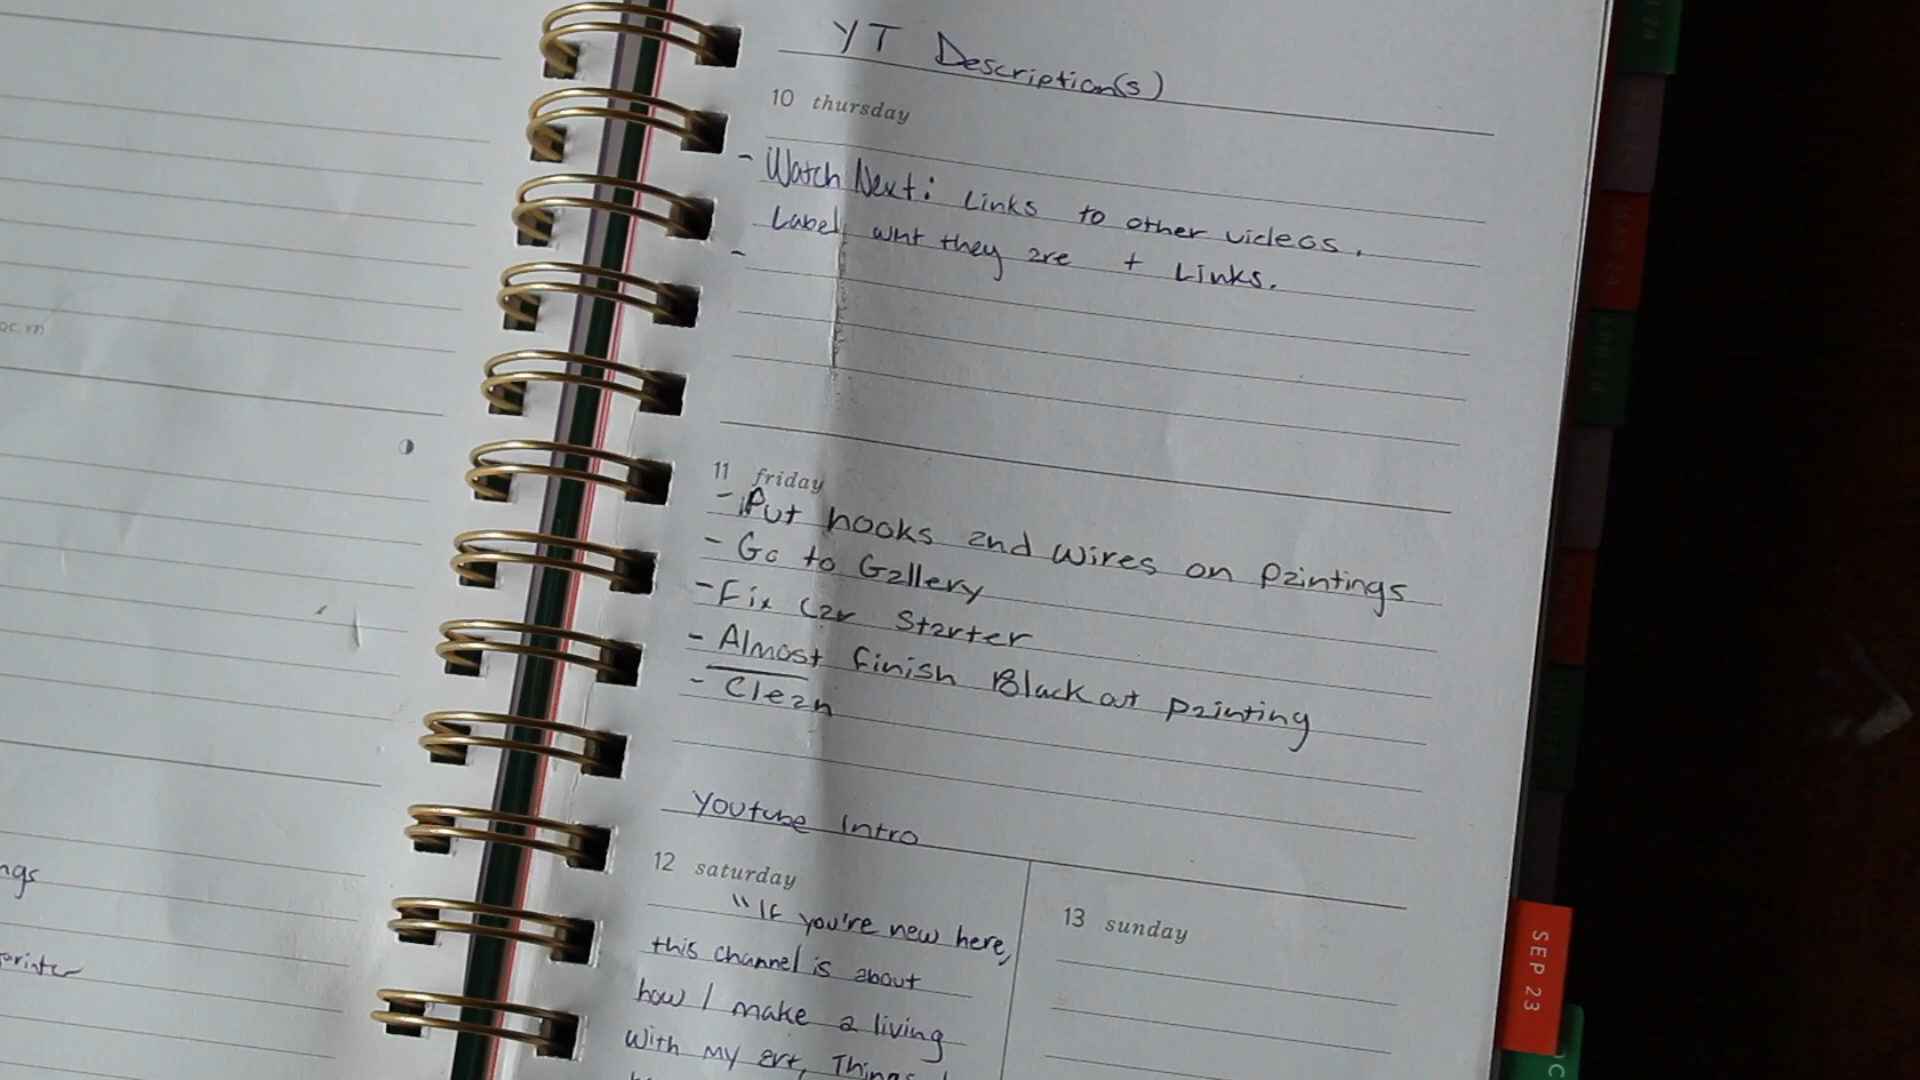 YT Description(s)
10 thursday
- Watch Next: Links to other videos.
Label wht they are + Links.
-
11 friday
- Put hooks and wires on paintings
- Go to Gallery
- Fix Car Starter
- Almost finish Blackout painting
- Clean
Youtube Intro
12 saturday
"If you're new here,
this channel is about
how I make a living
with my art, Things I
13 sunday
ngs
printer
SEP 23